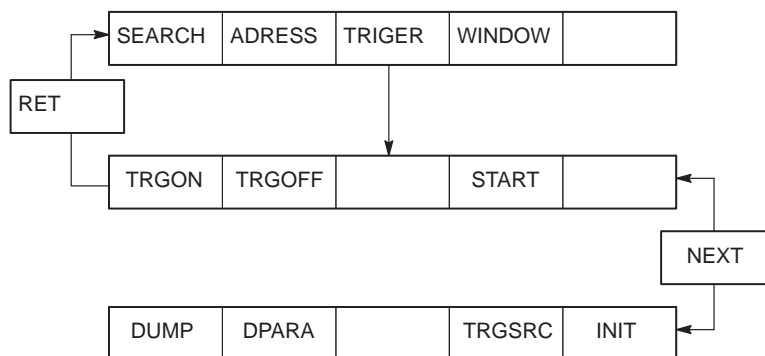 SEARCH ADRESS TRIGER WINDOW
RET
TRGON TRGOFF START
NEXT
DUMP DPARA TRGSRC INIT